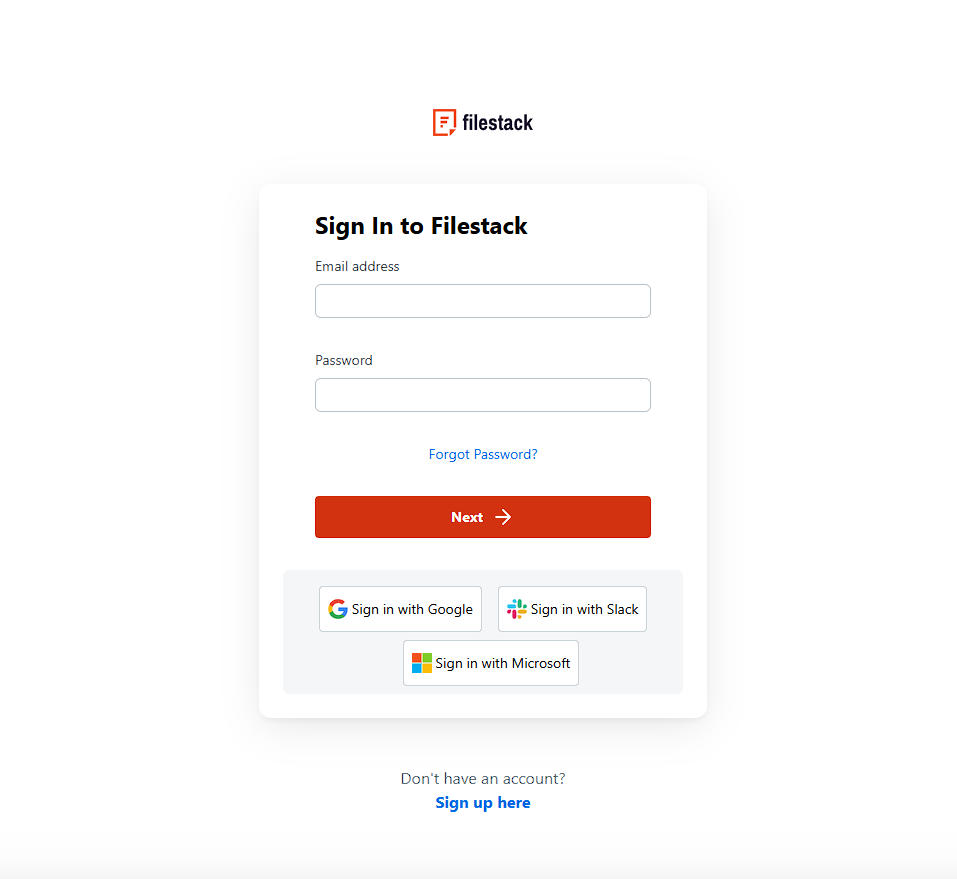 filestack
Sign In to Filestack
Email address
Password
Forgot Password?
Next
Sign in with Google
Sign in with Slack
Sign in with Microsoft
Don't have an account?
Sign up here